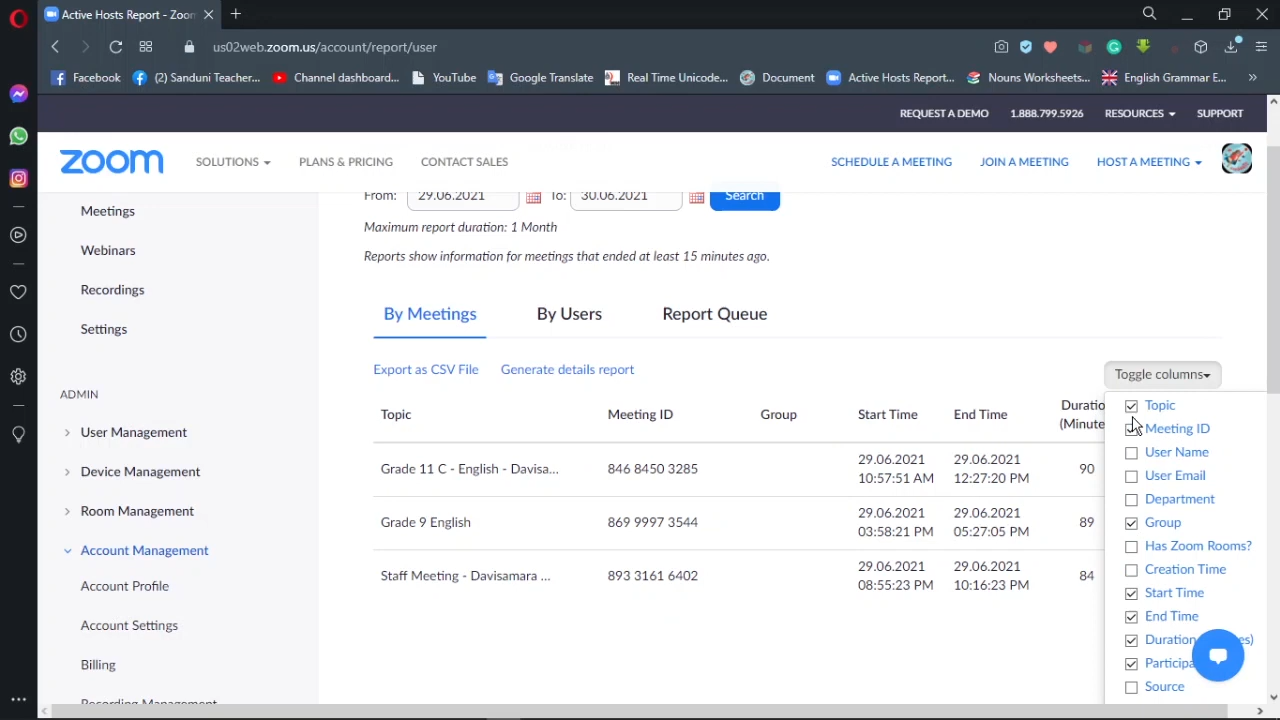 Active Hosts Report - Zoom
us02web.zoom.us/account/report/user
Facebook (2) Sanduni Teacher... Channel dashboard... YouTube Google Translate Real Time Unicode... Document Active Hosts Report... Nouns Worksheets... English Grammar E...
REQUEST A DEMO 1.888.799.5926 RESOURCES SUPPORT
zoom SOLUTIONS PLANS & PRICING CONTACT SALES SCHEDULE A MEETING JOIN A MEETING HOST A MEETING
Meetings
Webinars
Recordings
Settings
ADMIN
User Management
Device Management
Room Management
Account Management
Account Profile
Account Settings
Billing
Recording Management
From: 29.06.2021 To: 30.06.2021 Search
Maximum report duration: 1 Month
Reports show information for meetings that ended at least 15 minutes ago.
By Meetings By Users Report Queue
Export as CSV File Generate details report Toggle columns
Topic Meeting ID Group Start Time End Time Duratio
(Minute
Grade 11 C - English - Davisa... 846 8450 3285 29.06.2021 29.06.2021 90
10:57:51 AM 12:27:20 PM
Grade 9 English 869 9997 3544 29.06.2021 29.06.2021 89
03:58:21 PM 05:27:05 PM
Staff Meeting - Davisamara ... 893 3161 6402 29.06.2021 29.06.2021 84
08:55:23 PM 10:16:23 PM
Topic
Meeting ID
User Name
User Email
Department
Group
Has Zoom Rooms?
Creation Time
Start Time
End Time
Duration
Participa
Source